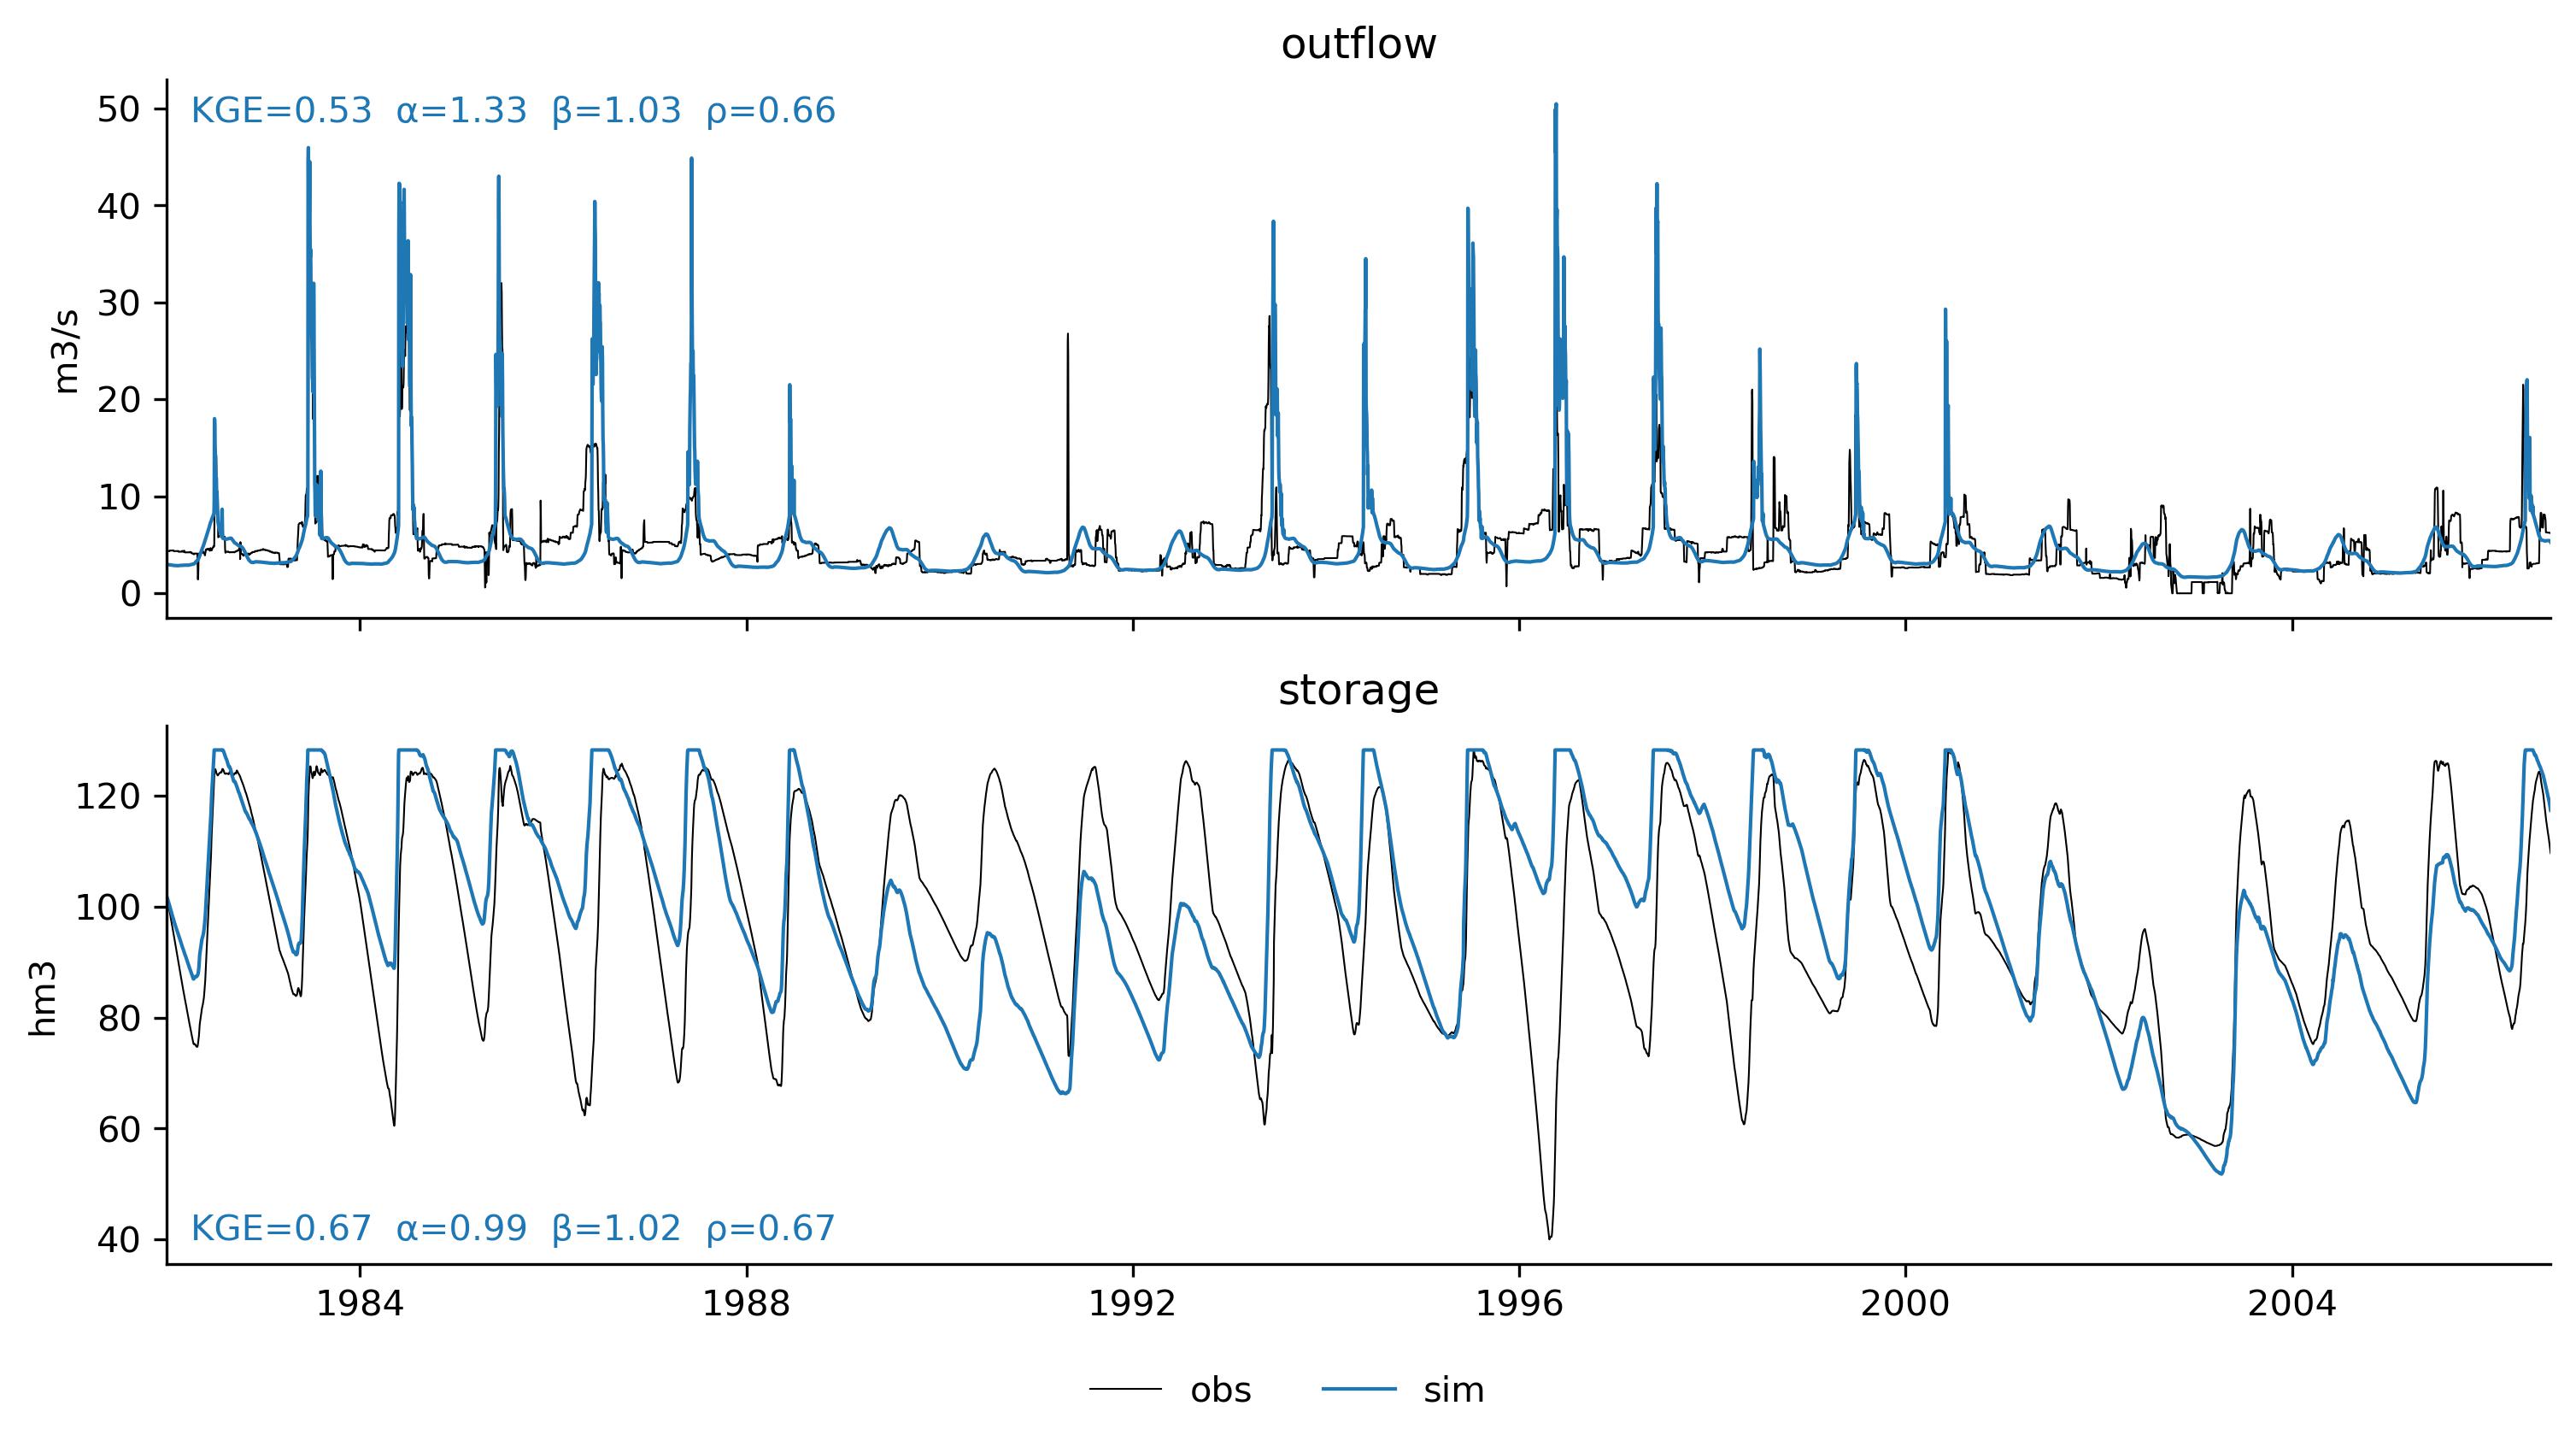 outflow
KGE=0.53 α=1.33 β=1.03 ρ=0.66
m3/s
50
40
30
20
10
0
storage
hm3
120
100
80
60
40
KGE=0.67 α=0.99 β=1.02 ρ=0.67
1984 1988 1992 1996 2000 2004
obs sim